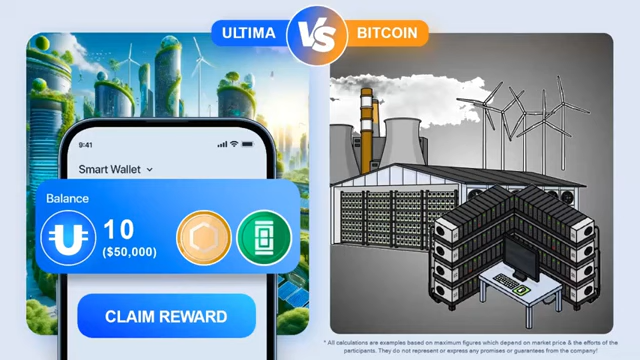 ULTIMA VS BITCOIN
9:41
Smart Wallet
Balance
10
($50,000)
CLAIM REWARD
* All calculations are examples based on maximum figures which depend on market price & the efforts of the
participants. They do not represent or express any promises or guarantees from the company!